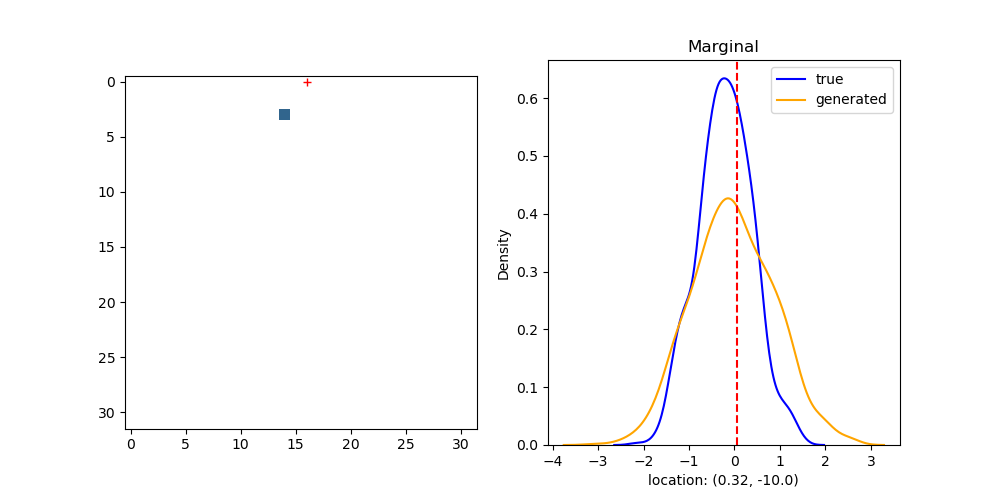 Marginal
0
5
10
15
20
25
30
0 5 10 15 20 25 30
Density
0.6
0.5
0.4
0.3
0.2
0.1
0.0
true
generated
−4 −3 −2 −1 0 1 2 3
location: (0.32, -10.0)